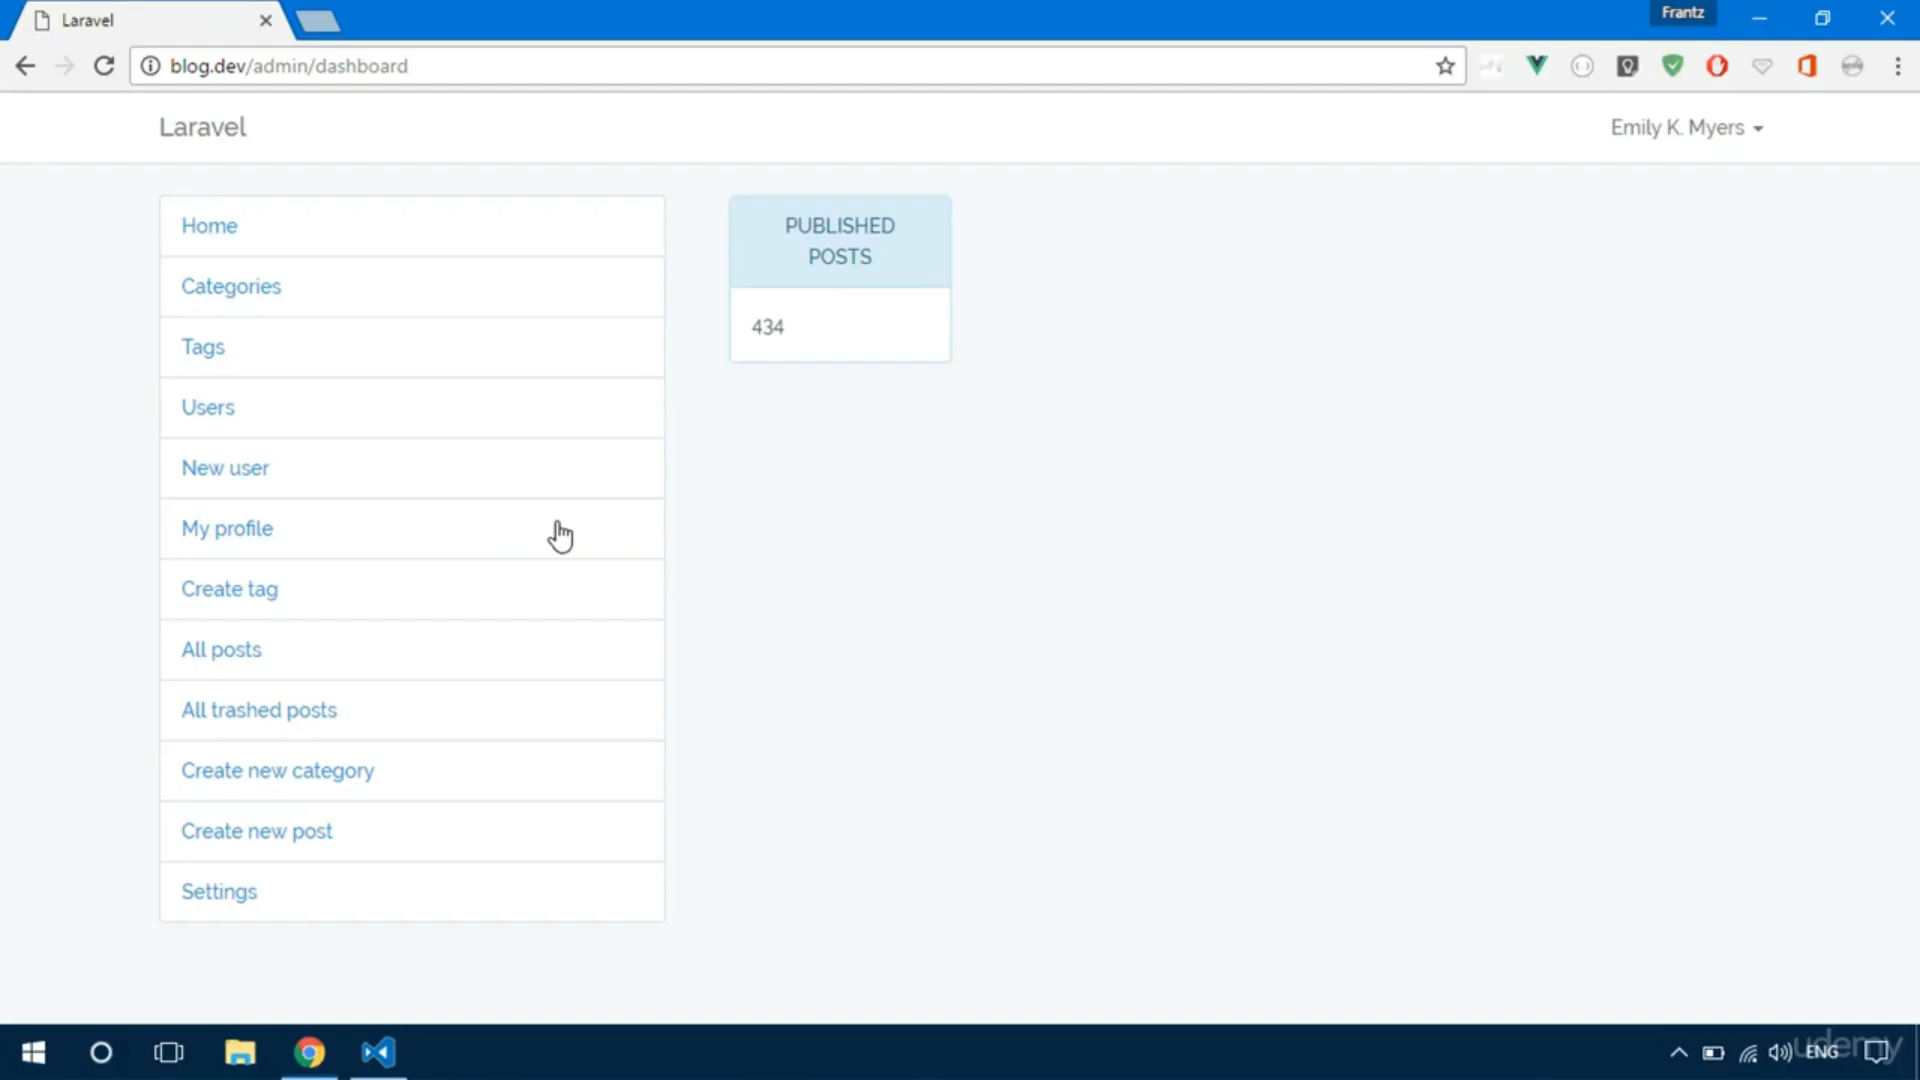 Laravel
Frantz
blog.dev/admin/dashboard
Laravel
Emily K. Myers
Home
Categories
Tags
Users
New user
My profile
Create tag
All posts
All trashed posts
Create new category
Create new post
Settings
PUBLISHED
POSTS
434
ENG
udemy